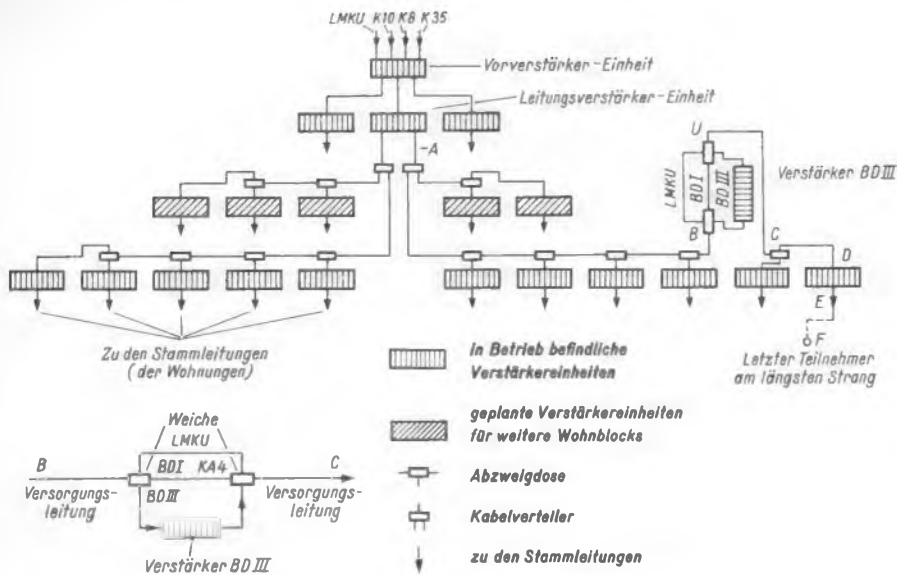 LMKU K10 K8 K35
Vorverstärker-Einheit
Leitungsverstärker-Einheit
-A
U
LMKU
BD I
BD III
Verstärker BD III
B
C
D
E
F
Letzter Teilnehmer
am längsten Strang
Zu den Stammleitungen
(der Wohnungen)
in Betrieb befindliche
Verstärkereinheiten
geplante Verstärkereinheiten
für weitere Wohnblocks
Abzweigdose
Kabelverteiler
zu den Stammleitungen
Weiche
LMKU
B
BDI KA4
C
Versorgungs-
leitung
BD III
Versorgungs-
leitung
Verstärker BD III